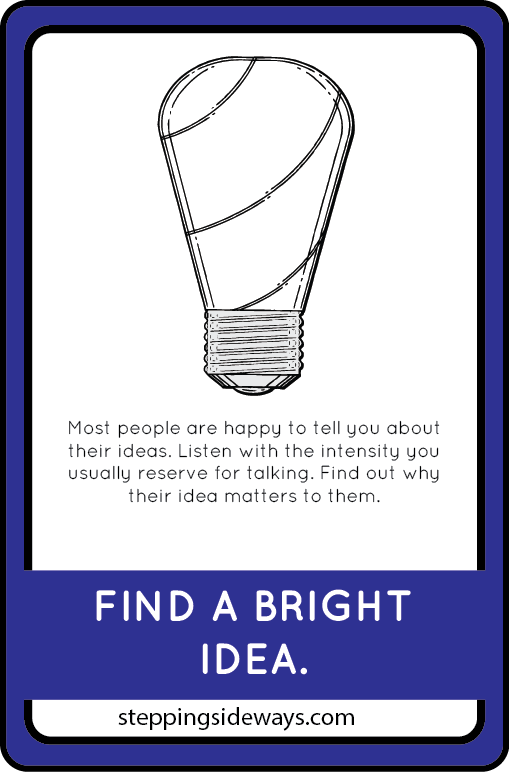 Most people are happy to tell you about
their ideas. Listen with the intensity you
usually reserve for talking. Find out why
their idea matters to them.
FIND A BRIGHT
IDEA.
steppingsideways.com